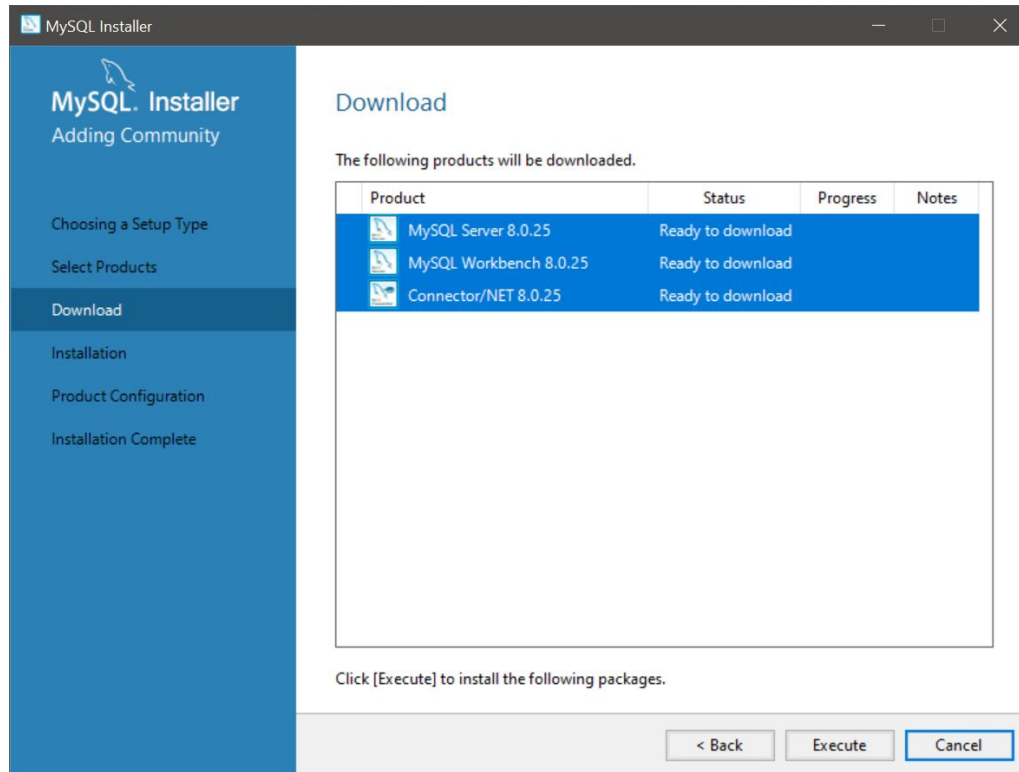 MySQL Installer
MySQL. Installer
Adding Community
Choosing a Setup Type
Select Products
Download
Installation
Product Configuration
Installation Complete
Download
The following products will be downloaded.
Product Status Progress Notes
MySQL Server 8.0.25 Ready to download
MySQL Workbench 8.0.25 Ready to download
Connector/NET 8.0.25 Ready to download
Click [Execute] to install the following packages.
< Back Execute Cancel